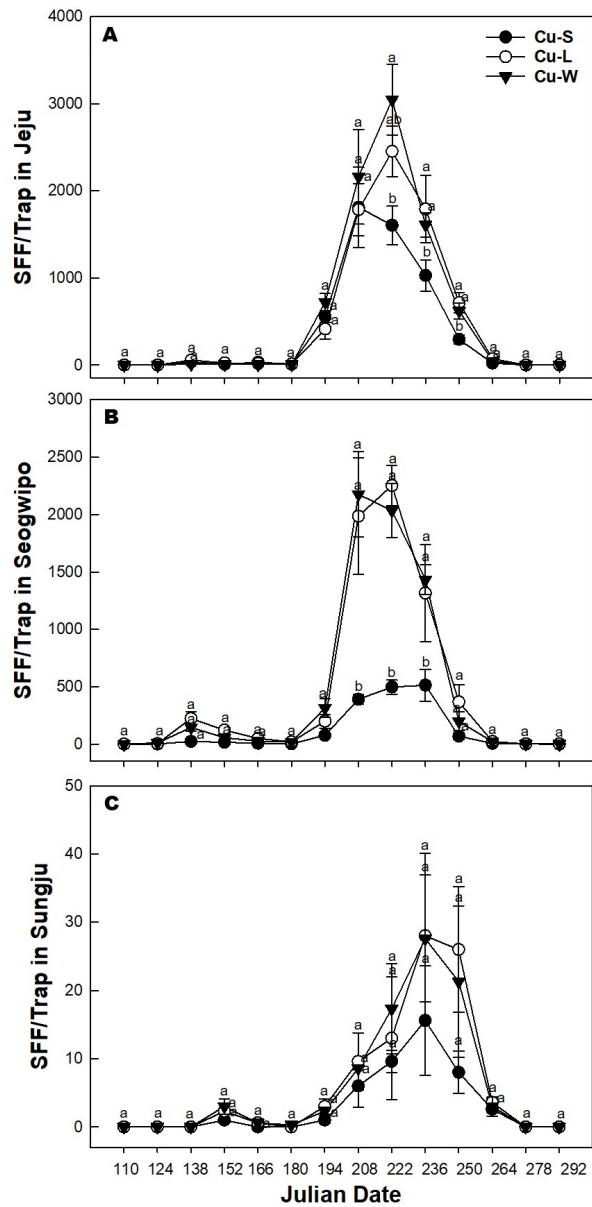 A
Cu-S
Cu-L
Cu-W
SFF/Trap in Jeju
4000
3000
2000
1000
0
a a a a a a a a a a a a a a
a a a a a ab a a a
a a a b b b a
B
SFF/Trap in Seogwipo
3000
2500
2000
1500
1000
500
0
a a a a a a a a a a a a a a
a a a a a a
a b b b a
C
SFF/Trap in Sungju
50
40
30
20
10
0
a a a a a a a a a a a a a a
a a a a a a a a
a a a a a a
110 124 138 152 166 180 194 208 222 236 250 264 278 292
Julian Date